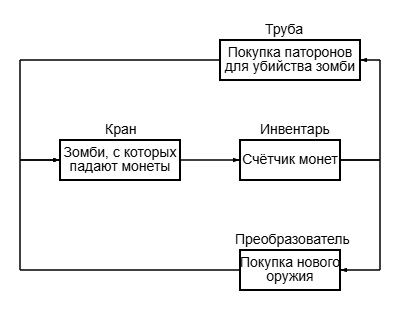 Труба
Покупка паторонов
для убийства зомби
Кран
Зомби, с которых
падают монеты
Инвентарь
Счётчик монет
Преобразователь
Покупка нового
оружия